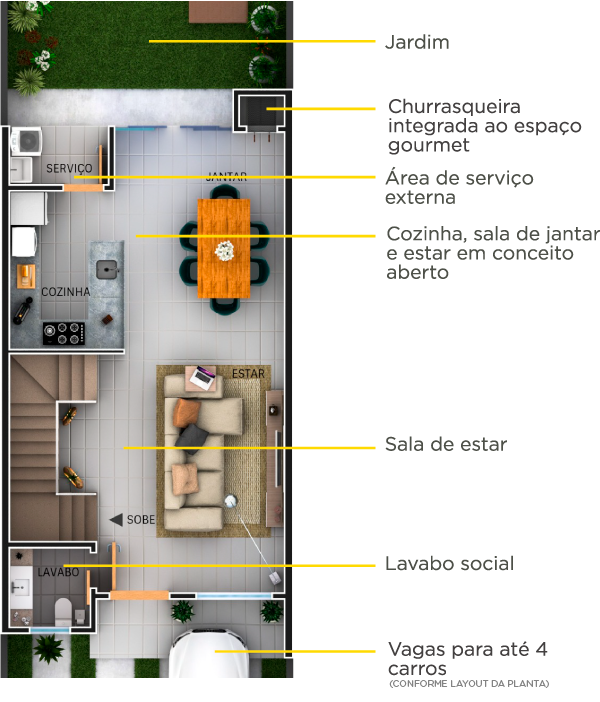 Jardim
Churrasqueira
integrada ao espaço
gourmet
SERVIÇO
JANTAR
Área de serviço
externa
Cozinha, sala de jantar
e estar em conceito
aberto
COZINHA
ESTAR
Sala de estar
SOBE
LAVABO
Lavabo social
Vagas para até 4
carros
(CONFORME LAYOUT DA PLANTA)